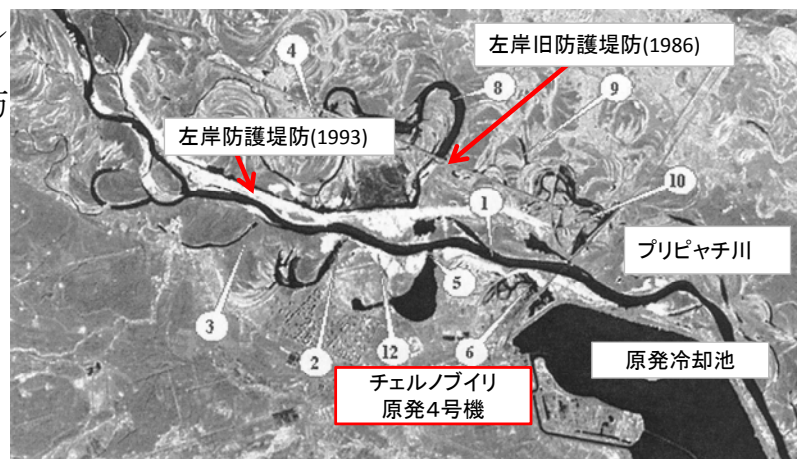 左岸旧防護堤防(1986)
4
8
9
左岸防護堤防(1993)
10
1
プリピャチ川
3
5
2
12
6
原発冷却池
チェルノブイリ
原発4号機